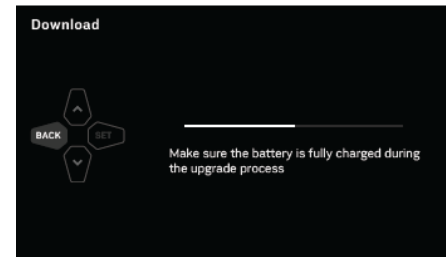 Download
BACK
SET
Make sure the battery is fully charged during
the upgrade process